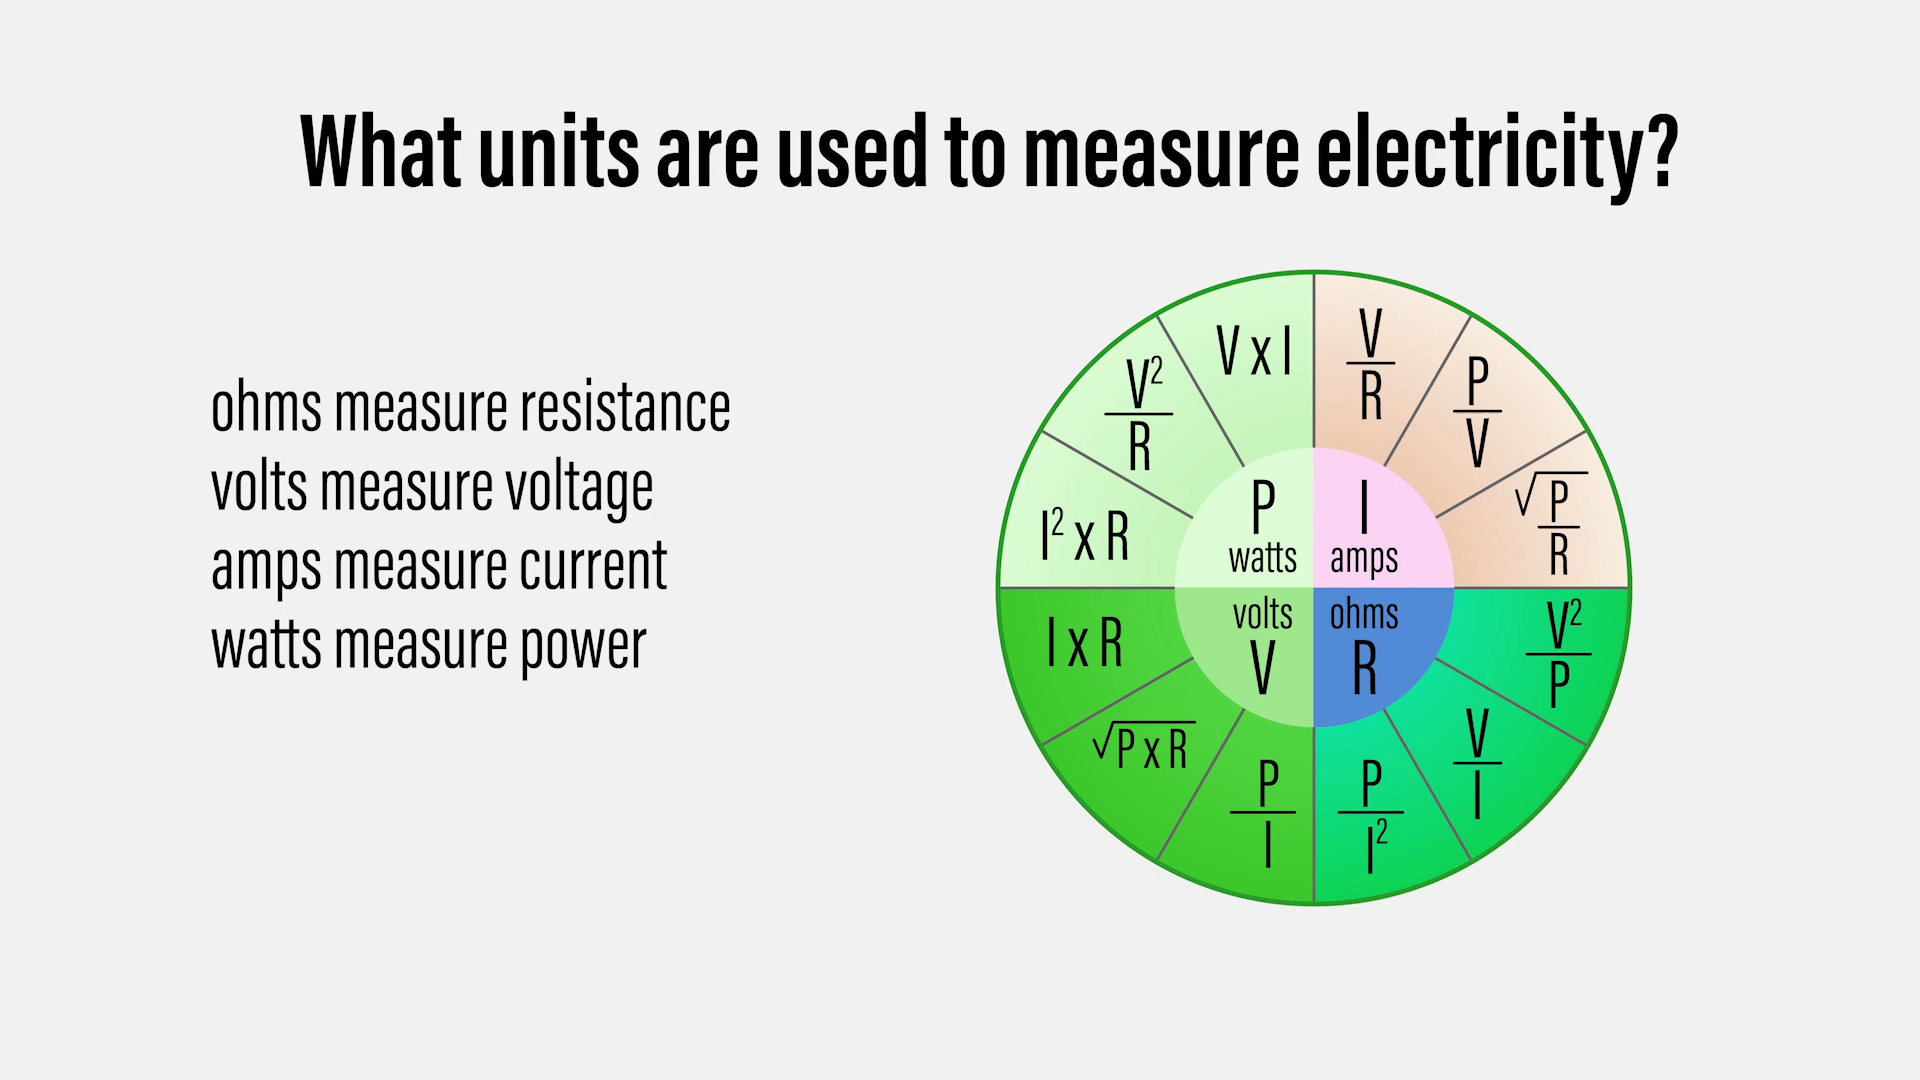 What units are used to measure electricity?
ohms measure resistance
volts measure voltage
amps measure current
watts measure power
V x I
V²
R
I² x R
I x R
√P x R
P
I
V
R
P
V
√P
R
V²
P
V
I
P
I²
P
watts
I
amps
volts
V
ohms
R